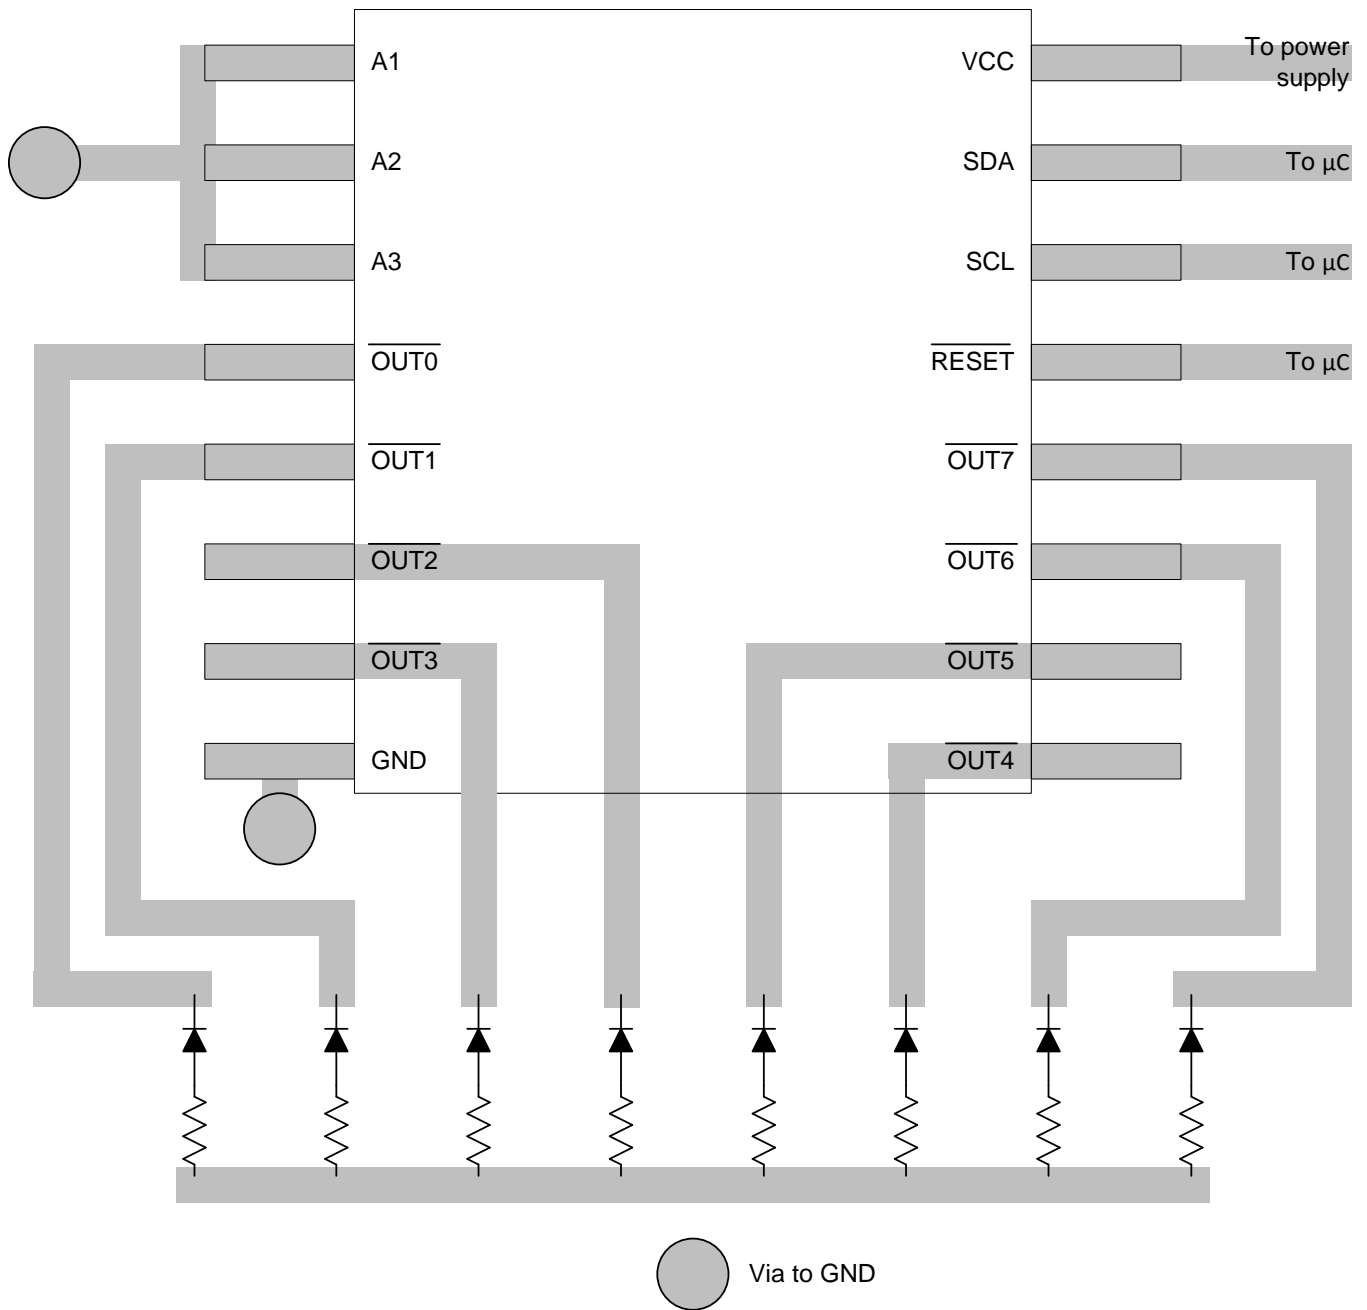 A1
VCC
To power
supply
A2
SDA
To µC
A3
SCL
To µC
OUT0
RESET
To µC
OUT1
OUT7
OUT2
OUT6
OUT3
OUT5
GND
OUT4
Via to GND